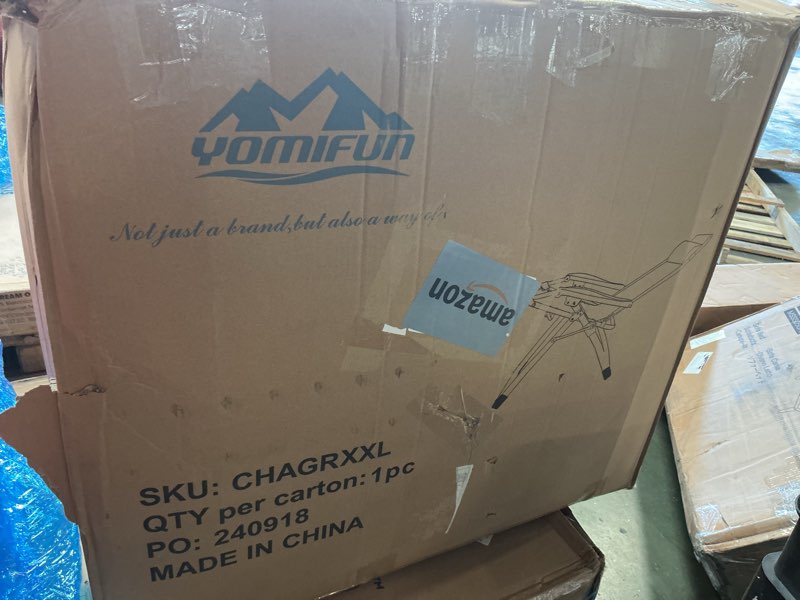 YOMIFUN
Not just a brand,but also a way of
amazon
SKU: CHAGRXXL
QTY per carton: 1pc
PO: 240918
MADE IN CHINA